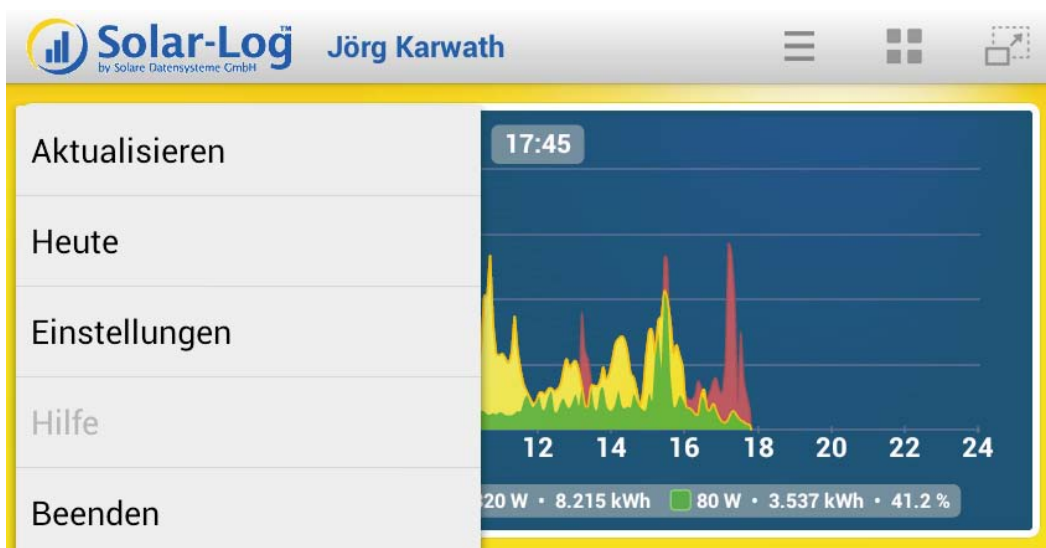 Solar-Log™ Jörg Karwath
by Solare Datensysteme GmbH
Aktualisieren
17:45
Heute
Einstellungen
Hilfe
12 14 16 18 20 22 24
20 W • 8.215 kWh 80 W • 3.537 kWh • 41.2 %
Beenden